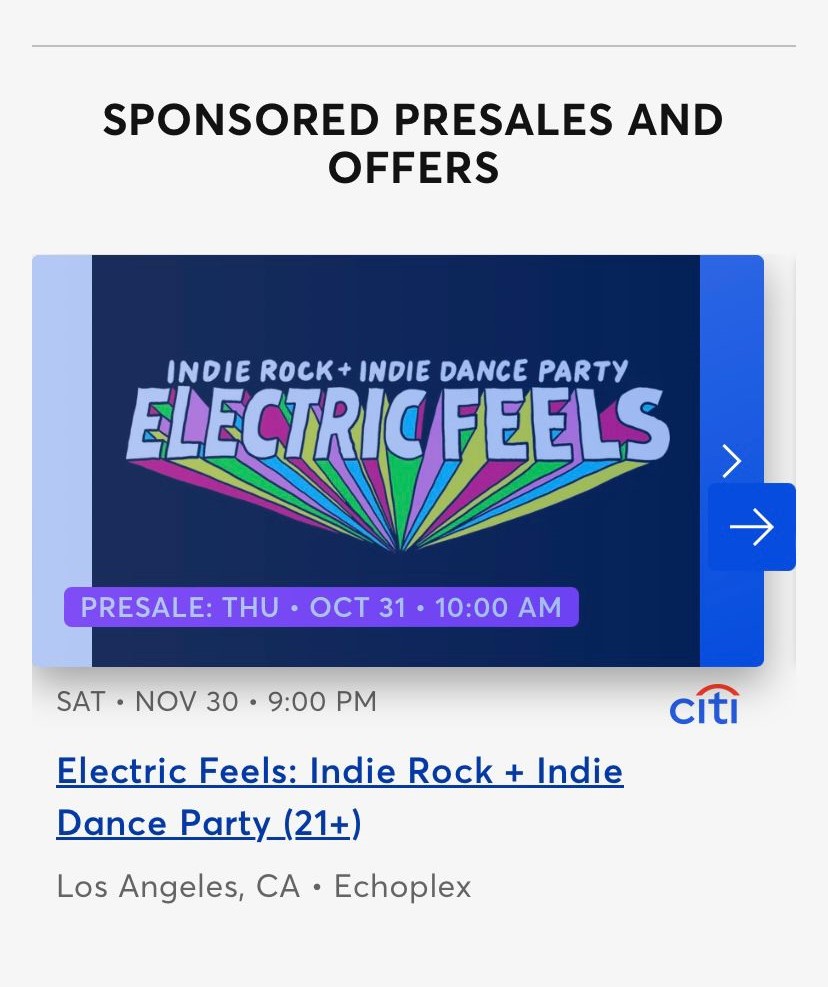 SPONSORED PRESALES AND
OFFERS
INDIE ROCK + INDIE DANCE PARTY
ELECTRIC FEELS
PRESALE: THU • OCT 31 • 10:00 AM
SAT • NOV 30 • 9:00 PM
citi
Electric Feels: Indie Rock + Indie
Dance Party (21+)
Los Angeles, CA • Echoplex